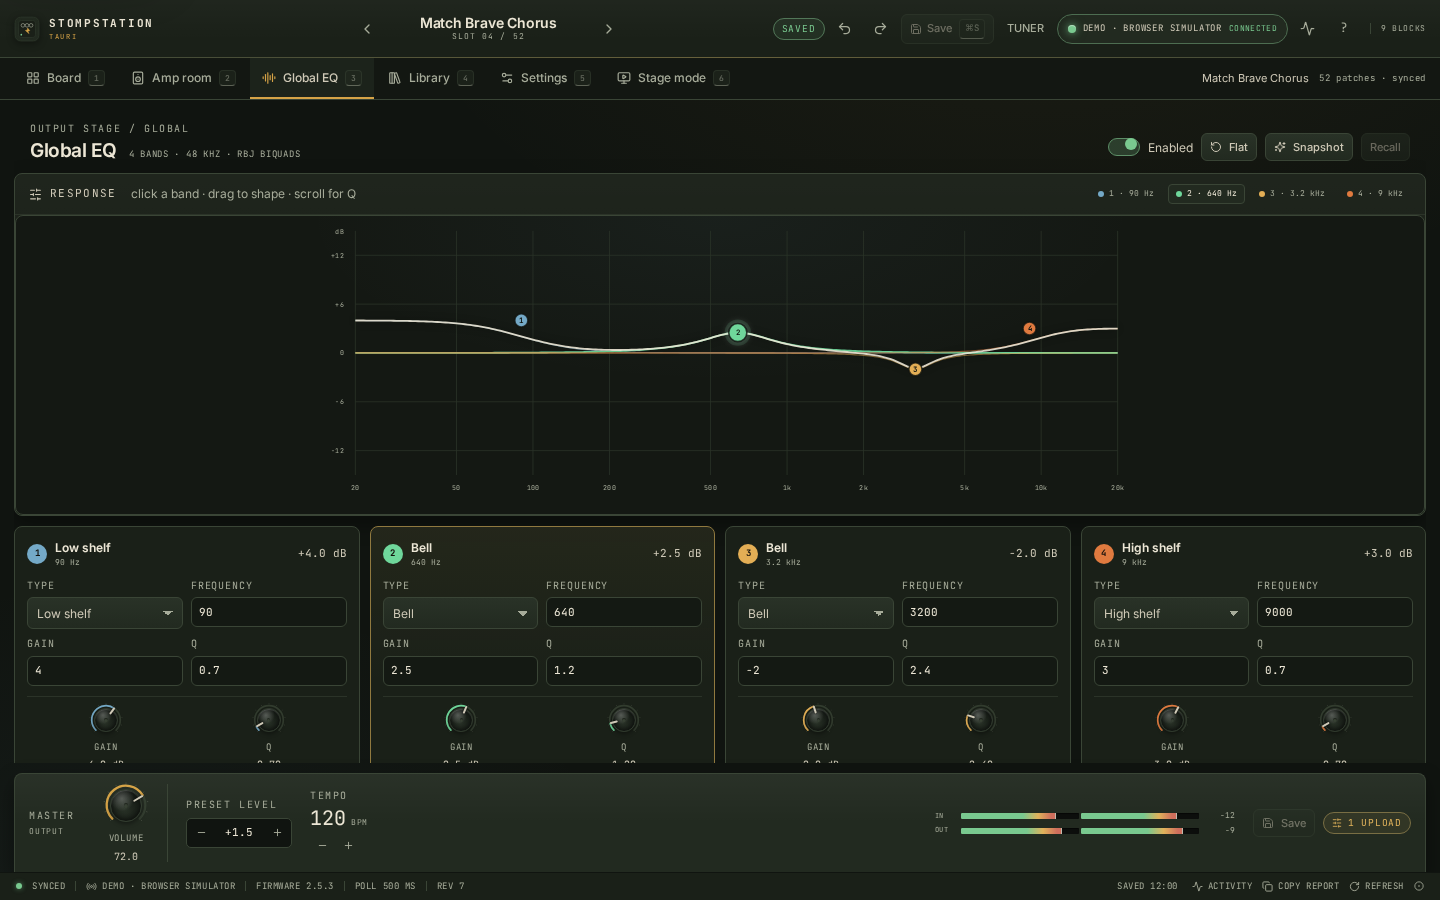 STOMPSTATION
TAURI
Match Brave Chorus
SLOT 04 / 52
SAVED
Save ⌘S
TUNER
DEMO · BROWSER SIMULATOR CONNECTED
?
9 BLOCKS
Board 1
Amp room 2
Global EQ 3
Library 4
Settings 5
Stage mode 6
Match Brave Chorus 52 patches · synced
OUTPUT STAGE / GLOBAL
Global EQ 4 BANDS · 48 KHZ · RBJ BIQUADS
Enabled
Flat
Snapshot
Recall
RESPONSE click a band · drag to shape · scroll for Q
1 · 90 Hz
2 · 640 Hz
3 · 3.2 kHz
4 · 9 kHz
dB
+12
+6
0
-6
-12
1
2
3
4
20 50 100 200 500 1k 2k 5k 10k 20k
1 Low shelf +4.0 dB
90 Hz
TYPE FREQUENCY
Low shelf 90
GAIN Q
4 0.7
GAIN Q
2 Bell +2.5 dB
640 Hz
TYPE FREQUENCY
Bell 640
GAIN Q
2.5 1.2
GAIN Q
3 Bell -2.0 dB
3.2 kHz
TYPE FREQUENCY
Bell 3200
GAIN Q
-2 2.4
GAIN Q
4 High shelf +3.0 dB
9 kHz
TYPE FREQUENCY
High shelf 9000
GAIN Q
3 0.7
GAIN Q
MASTER
OUTPUT
VOLUME
72.0
PRESET LEVEL
− +1.5 +
TEMPO
120 BPM
− +
IN -12
OUT -9
Save
1 UPLOAD
SYNCED DEMO · BROWSER SIMULATOR FIRMWARE 2.5.3 POLL 500 MS REV 7
SAVED 12:00 ACTIVITY COPY REPORT REFRESH